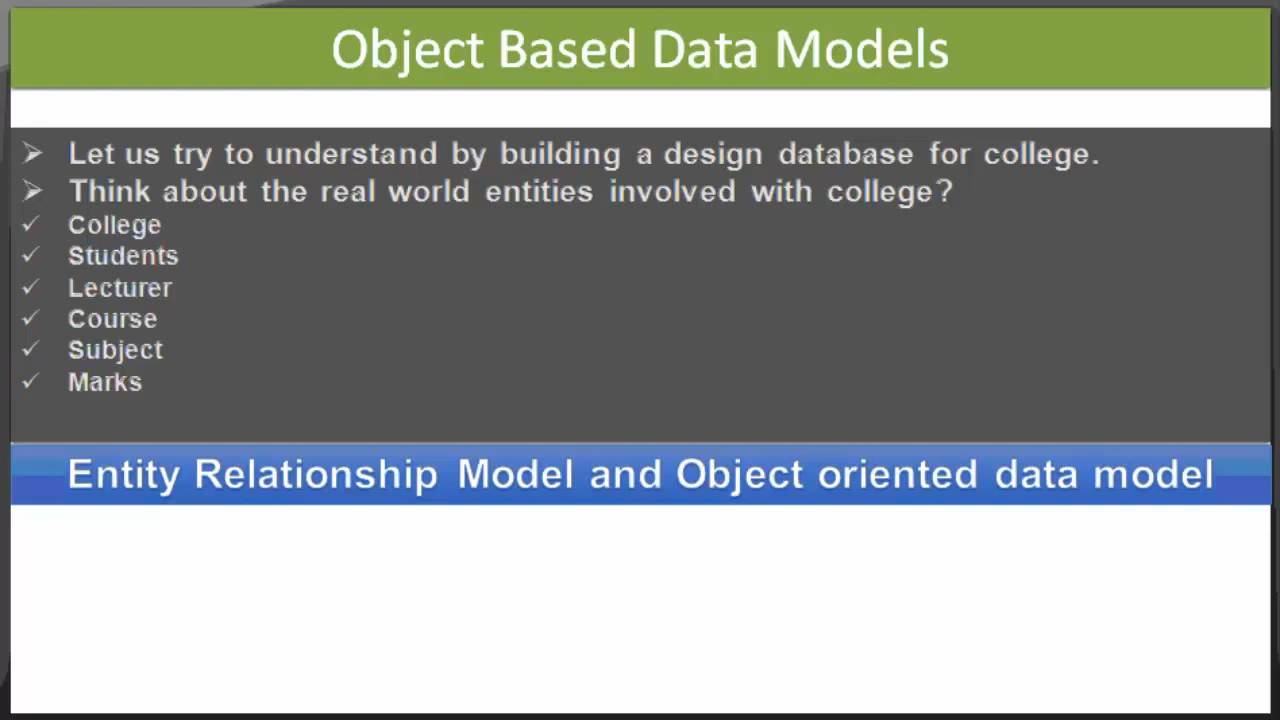 Object Based Data Models
Let us try to understand by building a design database for college.
Think about the real world entities involved with college?
College
Students
Lecturer
Course
Subject
Marks
Entity Relationship Model and Object oriented data model